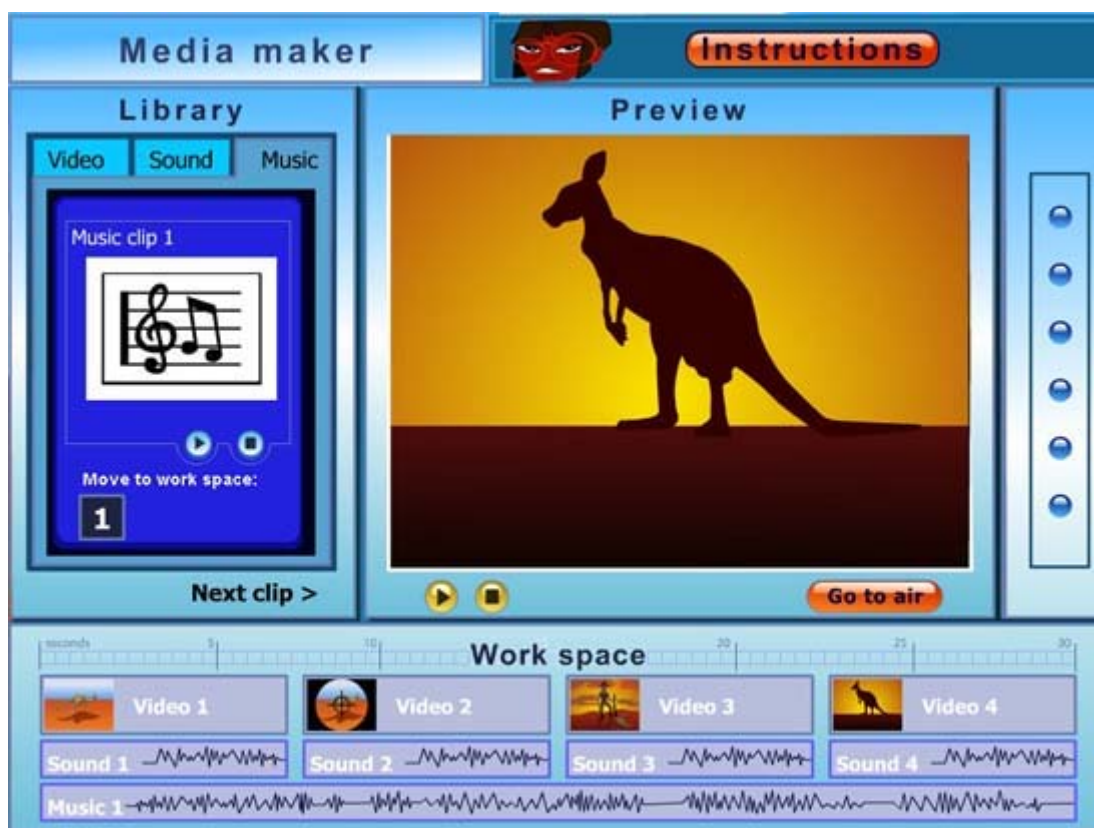 Media maker
Instructions
Library
Preview
Video Sound Music
Music clip 1
Move to work space:
1
Next clip >
Go to air
seconds 5 10 20 25 30
Work space
Video 1 Video 2 Video 3 Video 4
Sound 1 Sound 2 Sound 3 Sound 4
Music 1